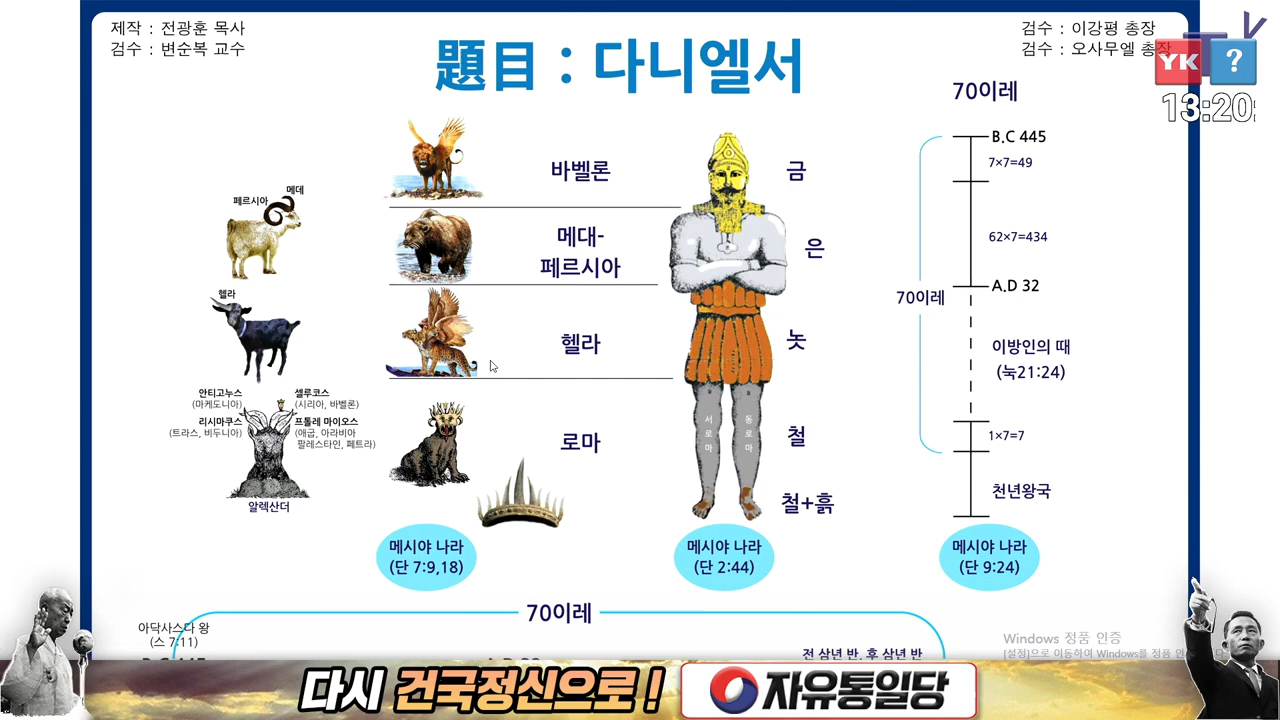 제작 : 전광훈 목사
검수 : 변순복 교수
題目 : 다니엘서
검수 : 이강평 총장
검수 : 오사무엘 총장
TV
YK ?
13:20
메데
페르시아
헬라
안티고누스
(마케도니아)
셀루코스
(시리아, 바벨론)
리시마쿠스
(트라스, 비두니아)
프톨레 마이오스
(애굽, 아라비아
팔레스타인, 페트라)
알렉산더
바벨론
메대-
페르시아
헬라
로마
메시야 나라
(단 7:9,18)
금
은
놋
철
철+흙
서로마
동로마
메시야 나라
(단 2:44)
70이레
70이레
B.C 445
7×7=49
62×7=434
A.D 32
이방인의 때
(눅21:24)
1×7=7
천년왕국
메시야 나라
(단 9:24)
70이레
아닥사스다 왕
(스 7:11)
전 삼년 반, 후 삼년 반
Windows 정품 인증
[설정]으로 이동하여 Windows를 정품 인
다시 건국정신으로!
자유통일당